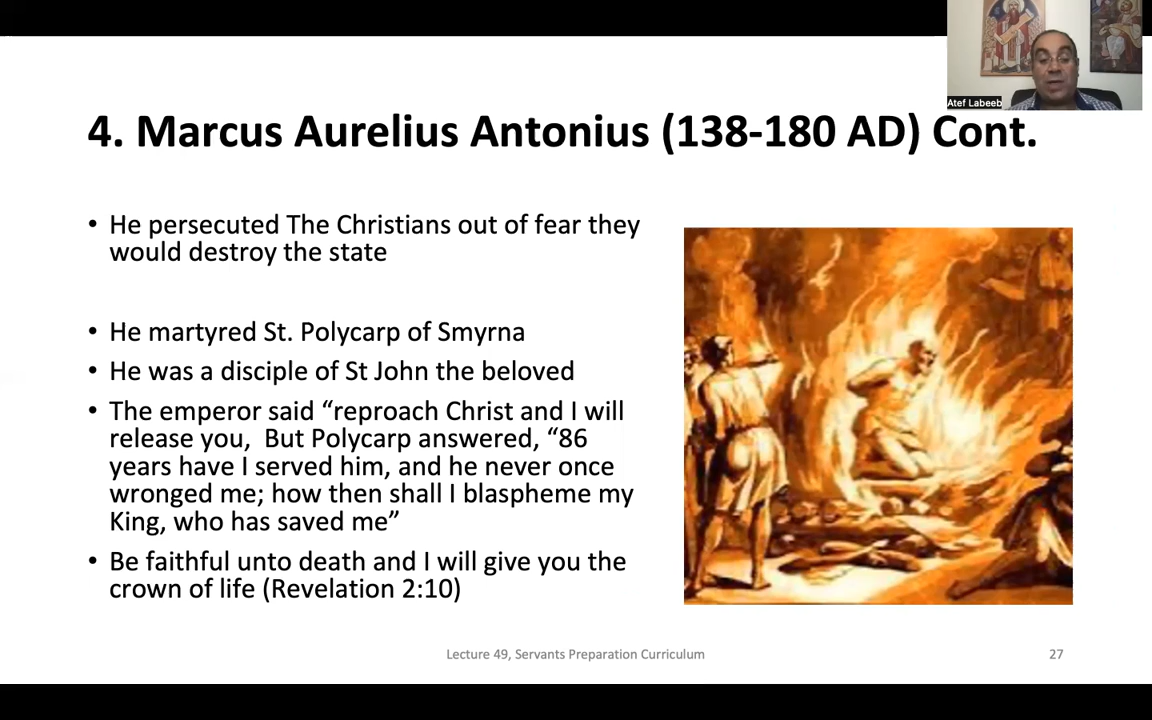 Atef Labeeb
4. Marcus Aurelius Antonius (138-180 AD) Cont.
• He persecuted The Christians out of fear they
would destroy the state
• He martyred St. Polycarp of Smyrna
• He was a disciple of St John the beloved
• The emperor said “reproach Christ and I will
release you,  But Polycarp answered, “86
years have I served him, and he never once
wronged me; how then shall I blaspheme my
King, who has saved me”
• Be faithful unto death and I will give you the
crown of life (Revelation 2:10)
Lecture 49, Servants Preparation Curriculum
27